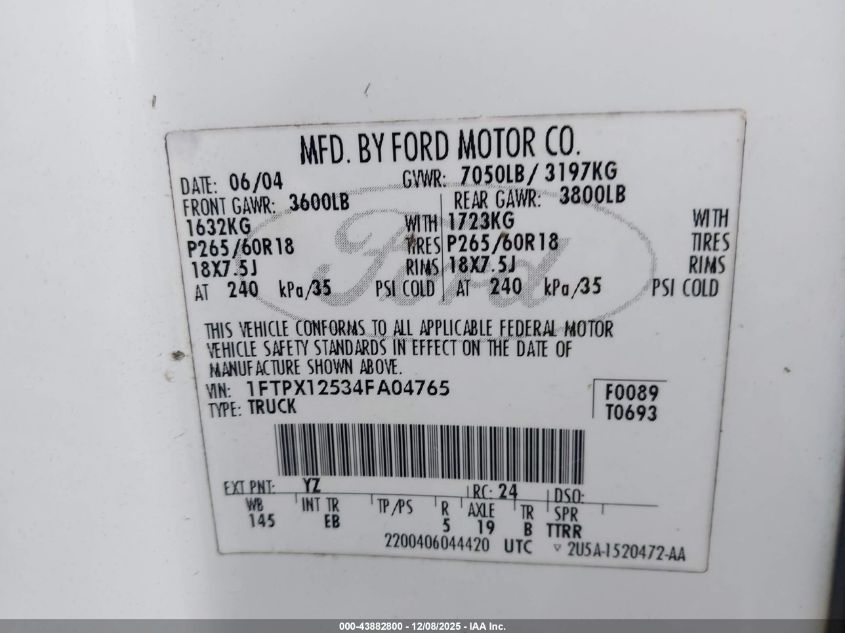 MFD. BY FORD MOTOR CO.
DATE: 06/04 GVWR: 7050LB/ 3197KG
FRONT GAWR: 3600LB REAR GAWR: 3800LB
1632KG WITH 1723KG WITH
P265/60R18 TIRES P265/60R18 TIRES
18X7.5J RIMS 18X7.5J RIMS
AT 240 kPa/35 PSI COLD AT 240 kPa/35 PSI COLD
Ford
THIS VEHICLE CONFORMS TO ALL APPLICABLE FEDERAL MOTOR
VEHICLE SAFETY STANDARDS IN EFFECT ON THE DATE OF
MANUFACTURE SHOWN ABOVE.
VIN: 1FTPX12534FA04765 F0089
TYPE: TRUCK T0693
EXT PNT: YZ RC: 24 DSO:
WB INT TR TP/PS R AXLE TR SPR
145 EB 5 19 B TTRR
2200406044420 UTC ▽ 2U5A-1520472-AA
000-43882800 - 12/08/2025 - IAA Inc.